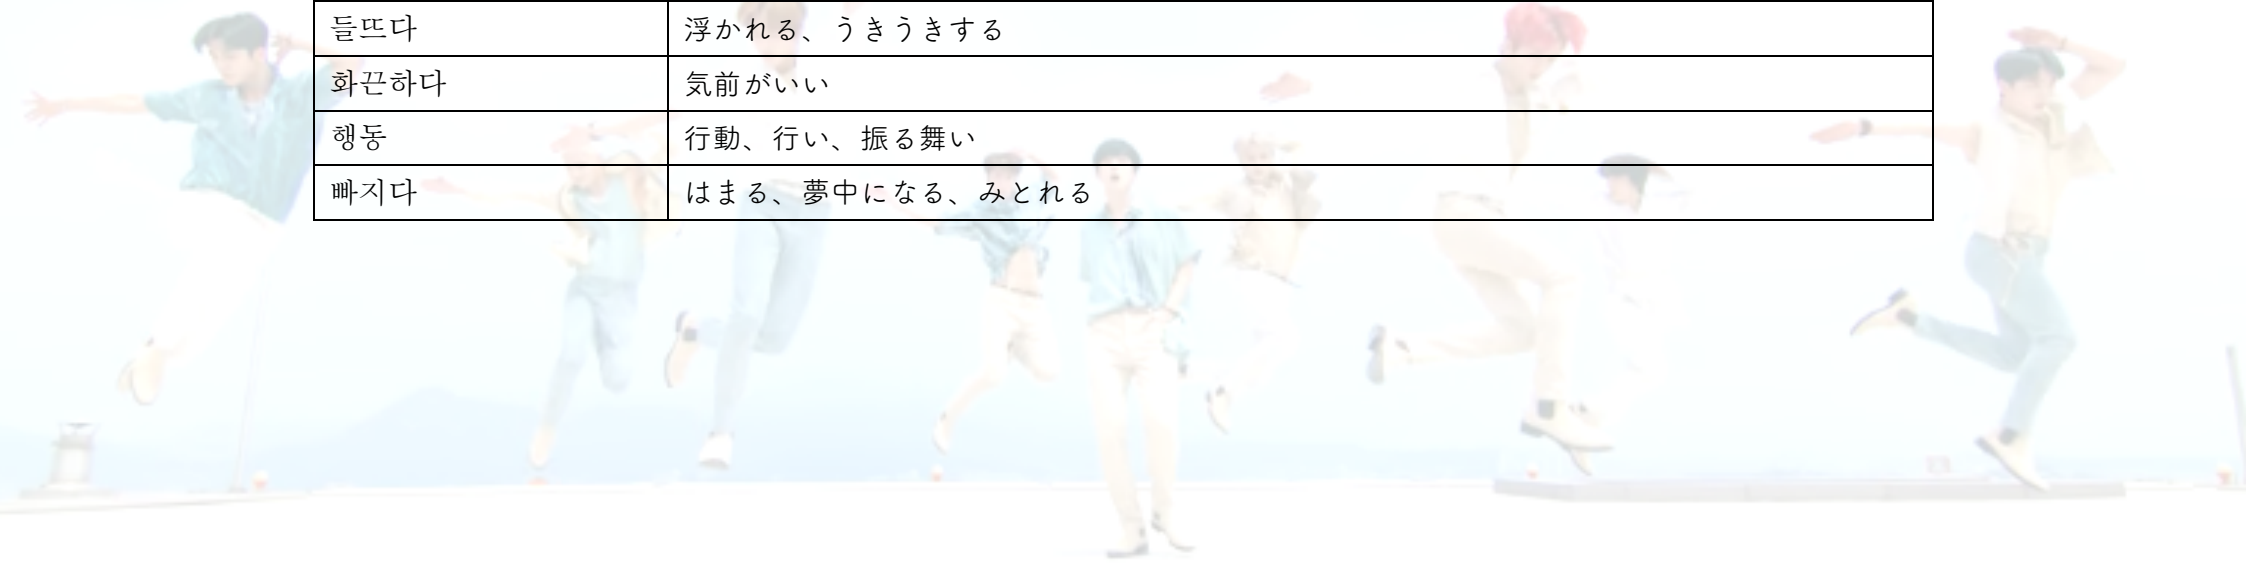 들뜨다 浮かれる、うきうきする
화끈하다 気前がいい
행동 行動、行い、振る舞い
빠지다 はまる、夢中になる、みとれる